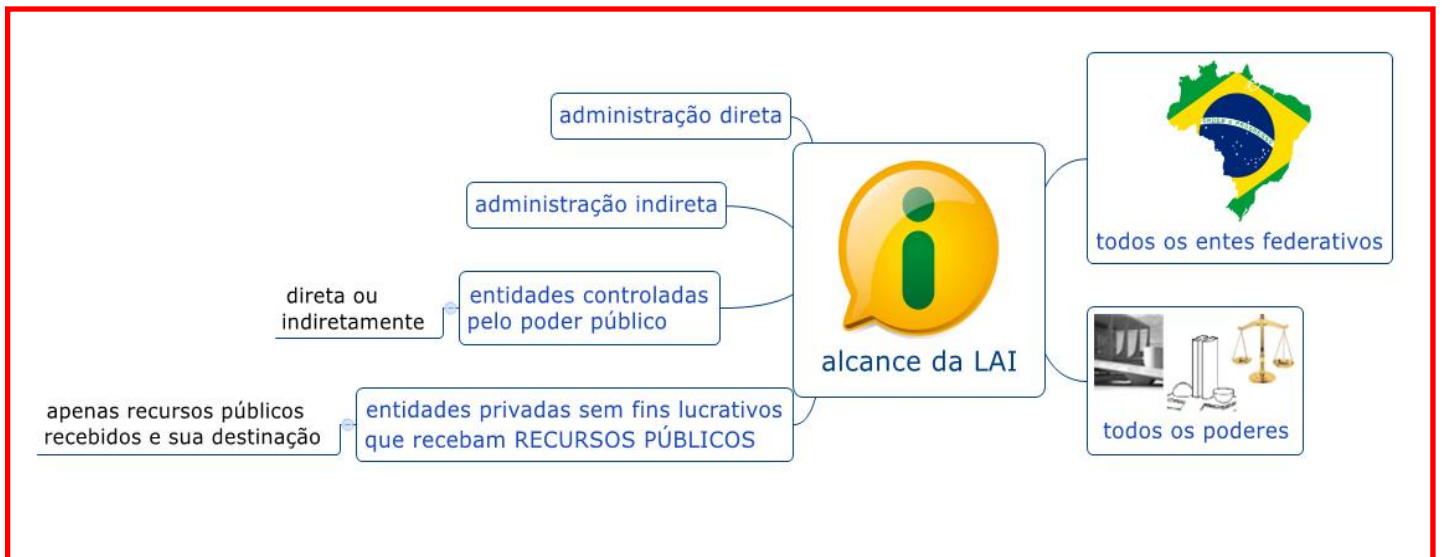 administração direta
administração indireta
direta ou
indiretamente
entidades controladas
pelo poder público
apenas recursos públicos
recebidos e sua destinação
entidades privadas sem fins lucrativos
que recebam RECURSOS PÚBLICOS
alcance da LAI
todos os entes federativos
todos os poderes